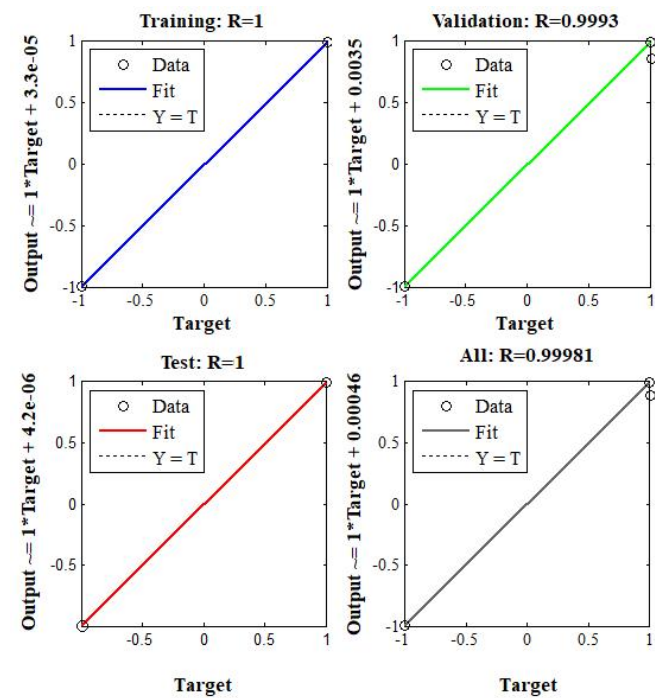 Training: R=1
Output ~= 1*Target + 3.3e-05
1
0.5
0
-0.5
-1
Data
Fit
Y = T
-1 -0.5 0 0.5 1
Target
Validation: R=0.9993
Output ~= 1*Target + 0.0035
1
0.5
0
-0.5
-1
Data
Fit
Y = T
-1 -0.5 0 0.5 1
Target
Test: R=1
Output ~= 1*Target + 4.2e-06
1
0.5
0
-0.5
Data
Fit
Y = T
-0.5 0 0.5 1
Target
All: R=0.99981
Output ~= 1*Target + 0.00046
1
0.5
0
-0.5
-1
Data
Fit
Y = T
-1 -0.5 0 0.5 1
Target